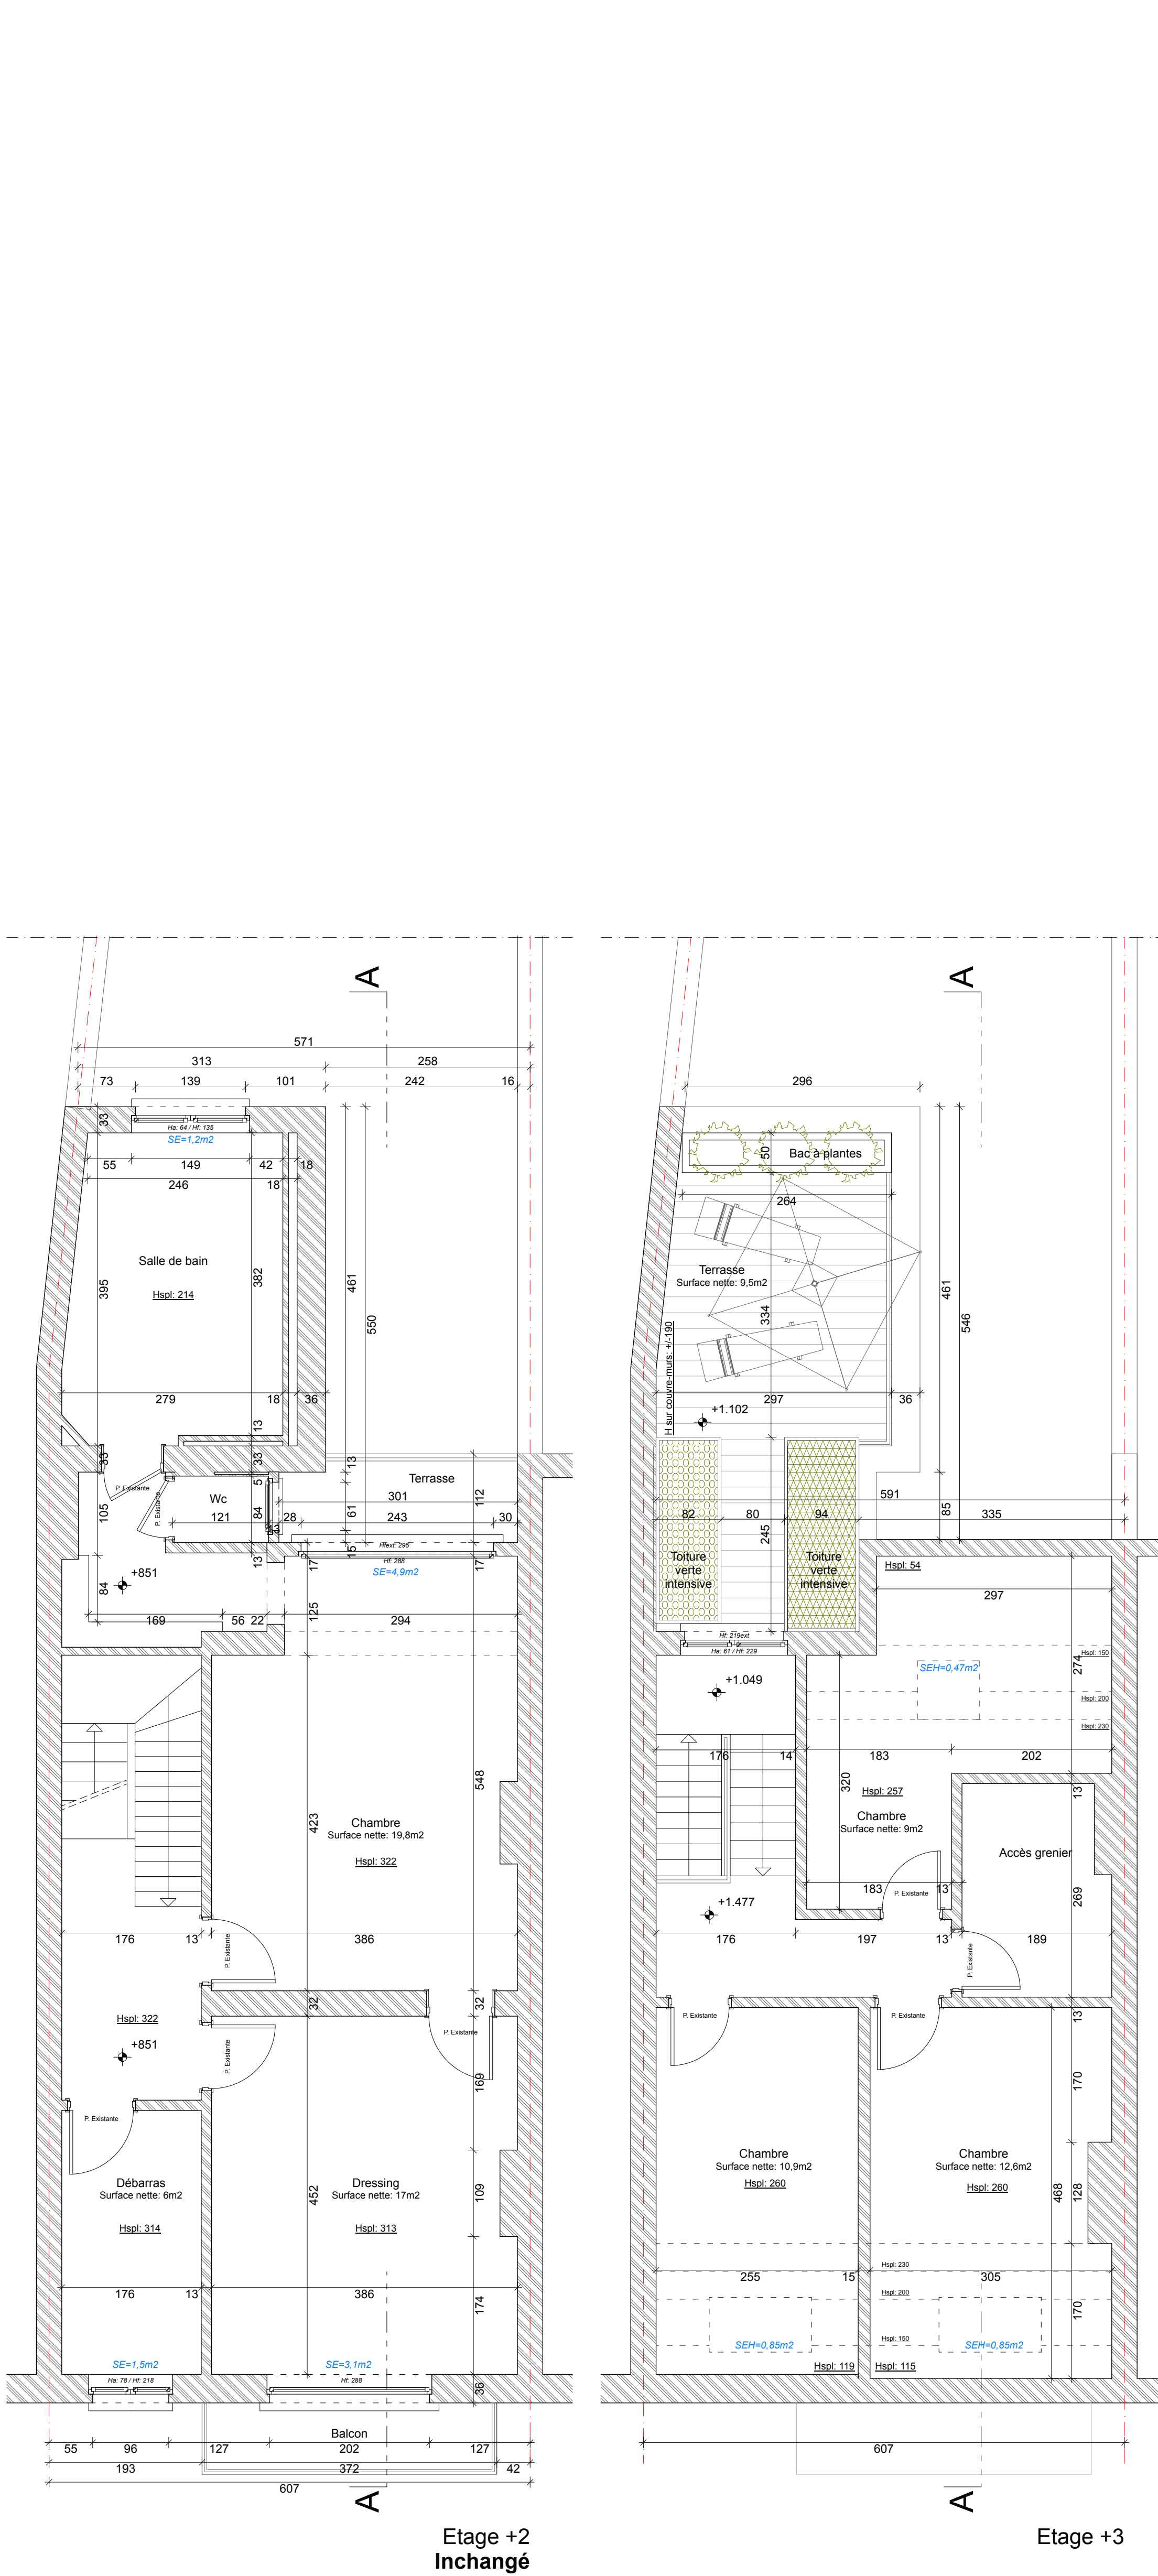 A
571
313
258
73
139
101
242
16
33
Ha: 64 / Hf: 135
SE=1,2m2
55
149
42
18
246
18
Salle de bain
Hspl: 214
395
382
461
550
279
18
36
13
33
33
13
P. Existante
P. Existante
Wc
121
5
84
Terrasse
301
28
243
30
61
112
105
13
13
15
Hfext: 295
Hf: 288
SE=4,9m2
17
17
+851
84
169
56
22
125
294
548
423
Chambre
Surface nette: 19,8m2
Hspl: 322
176
13
386
P. Existante
32
32
Hspl: 322
+851
P. Existante
P. Existante
P. Existante
169
Débarras
Surface nette: 6m2
Hspl: 314
Dressing
Surface nette: 17m2
Hspl: 313
452
109
176
13
386
174
SE=1,5m2
Ha: 78 / Hf: 218
SE=3,1m2
Hf: 288
36
Balcon
55
96
127
202
127
193
372
42
607
A
Etage +2
Inchangé
A
296
50
Bac à plantes
264
Terrasse
Surface nette: 9,5m2
334
461
546
H sur couvre-murs: +/-190
297
36
+1.102
591
82
80
94
335
85
245
Toiture
verte
intensive
Toiture
verte
intensive
Hspl: 54
297
Hf: 219ext
Ha: 61 / Hf: 229
+1.049
SEH=0,47m2
Hspl: 150
274
Hspl: 200
Hspl: 230
176
14
183
202
320
Hspl: 257
13
Chambre
Surface nette: 9m2
Accès grenier
183
13
P. Existante
269
+1.477
176
197
13
189
P. Existante
P. Existante
P. Existante
13
170
Chambre
Surface nette: 10,9m2
Hspl: 260
Chambre
Surface nette: 12,6m2
Hspl: 260
468
128
Hspl: 230
255
15
305
Hspl: 200
170
SEH=0,85m2
SEH=0,85m2
Hspl: 150
Hspl: 119
Hspl: 115
607
A
Etage +3